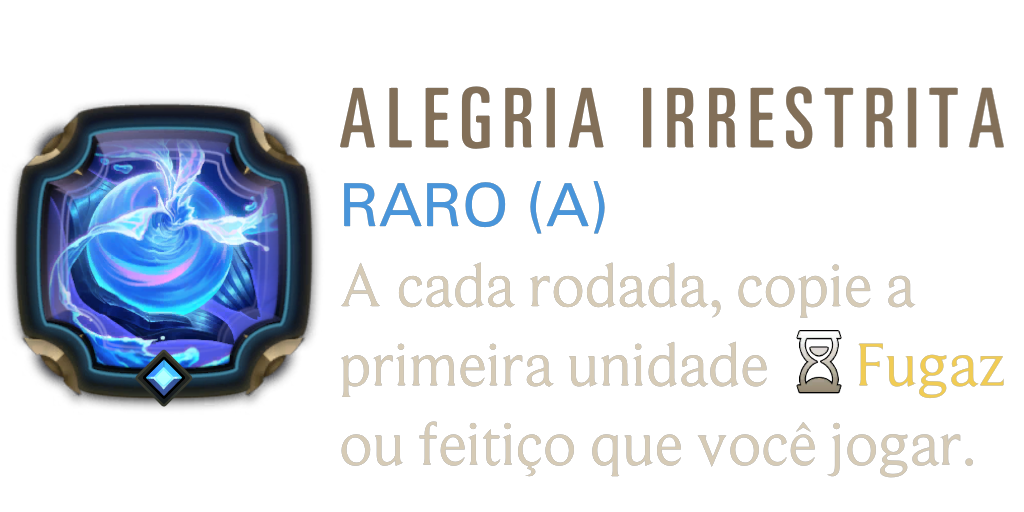 ALEGRIA IRRESTRITA
RARO (A)
A cada rodada, copie a
primeira unidade Fugaz
ou feitiço que você jogar.